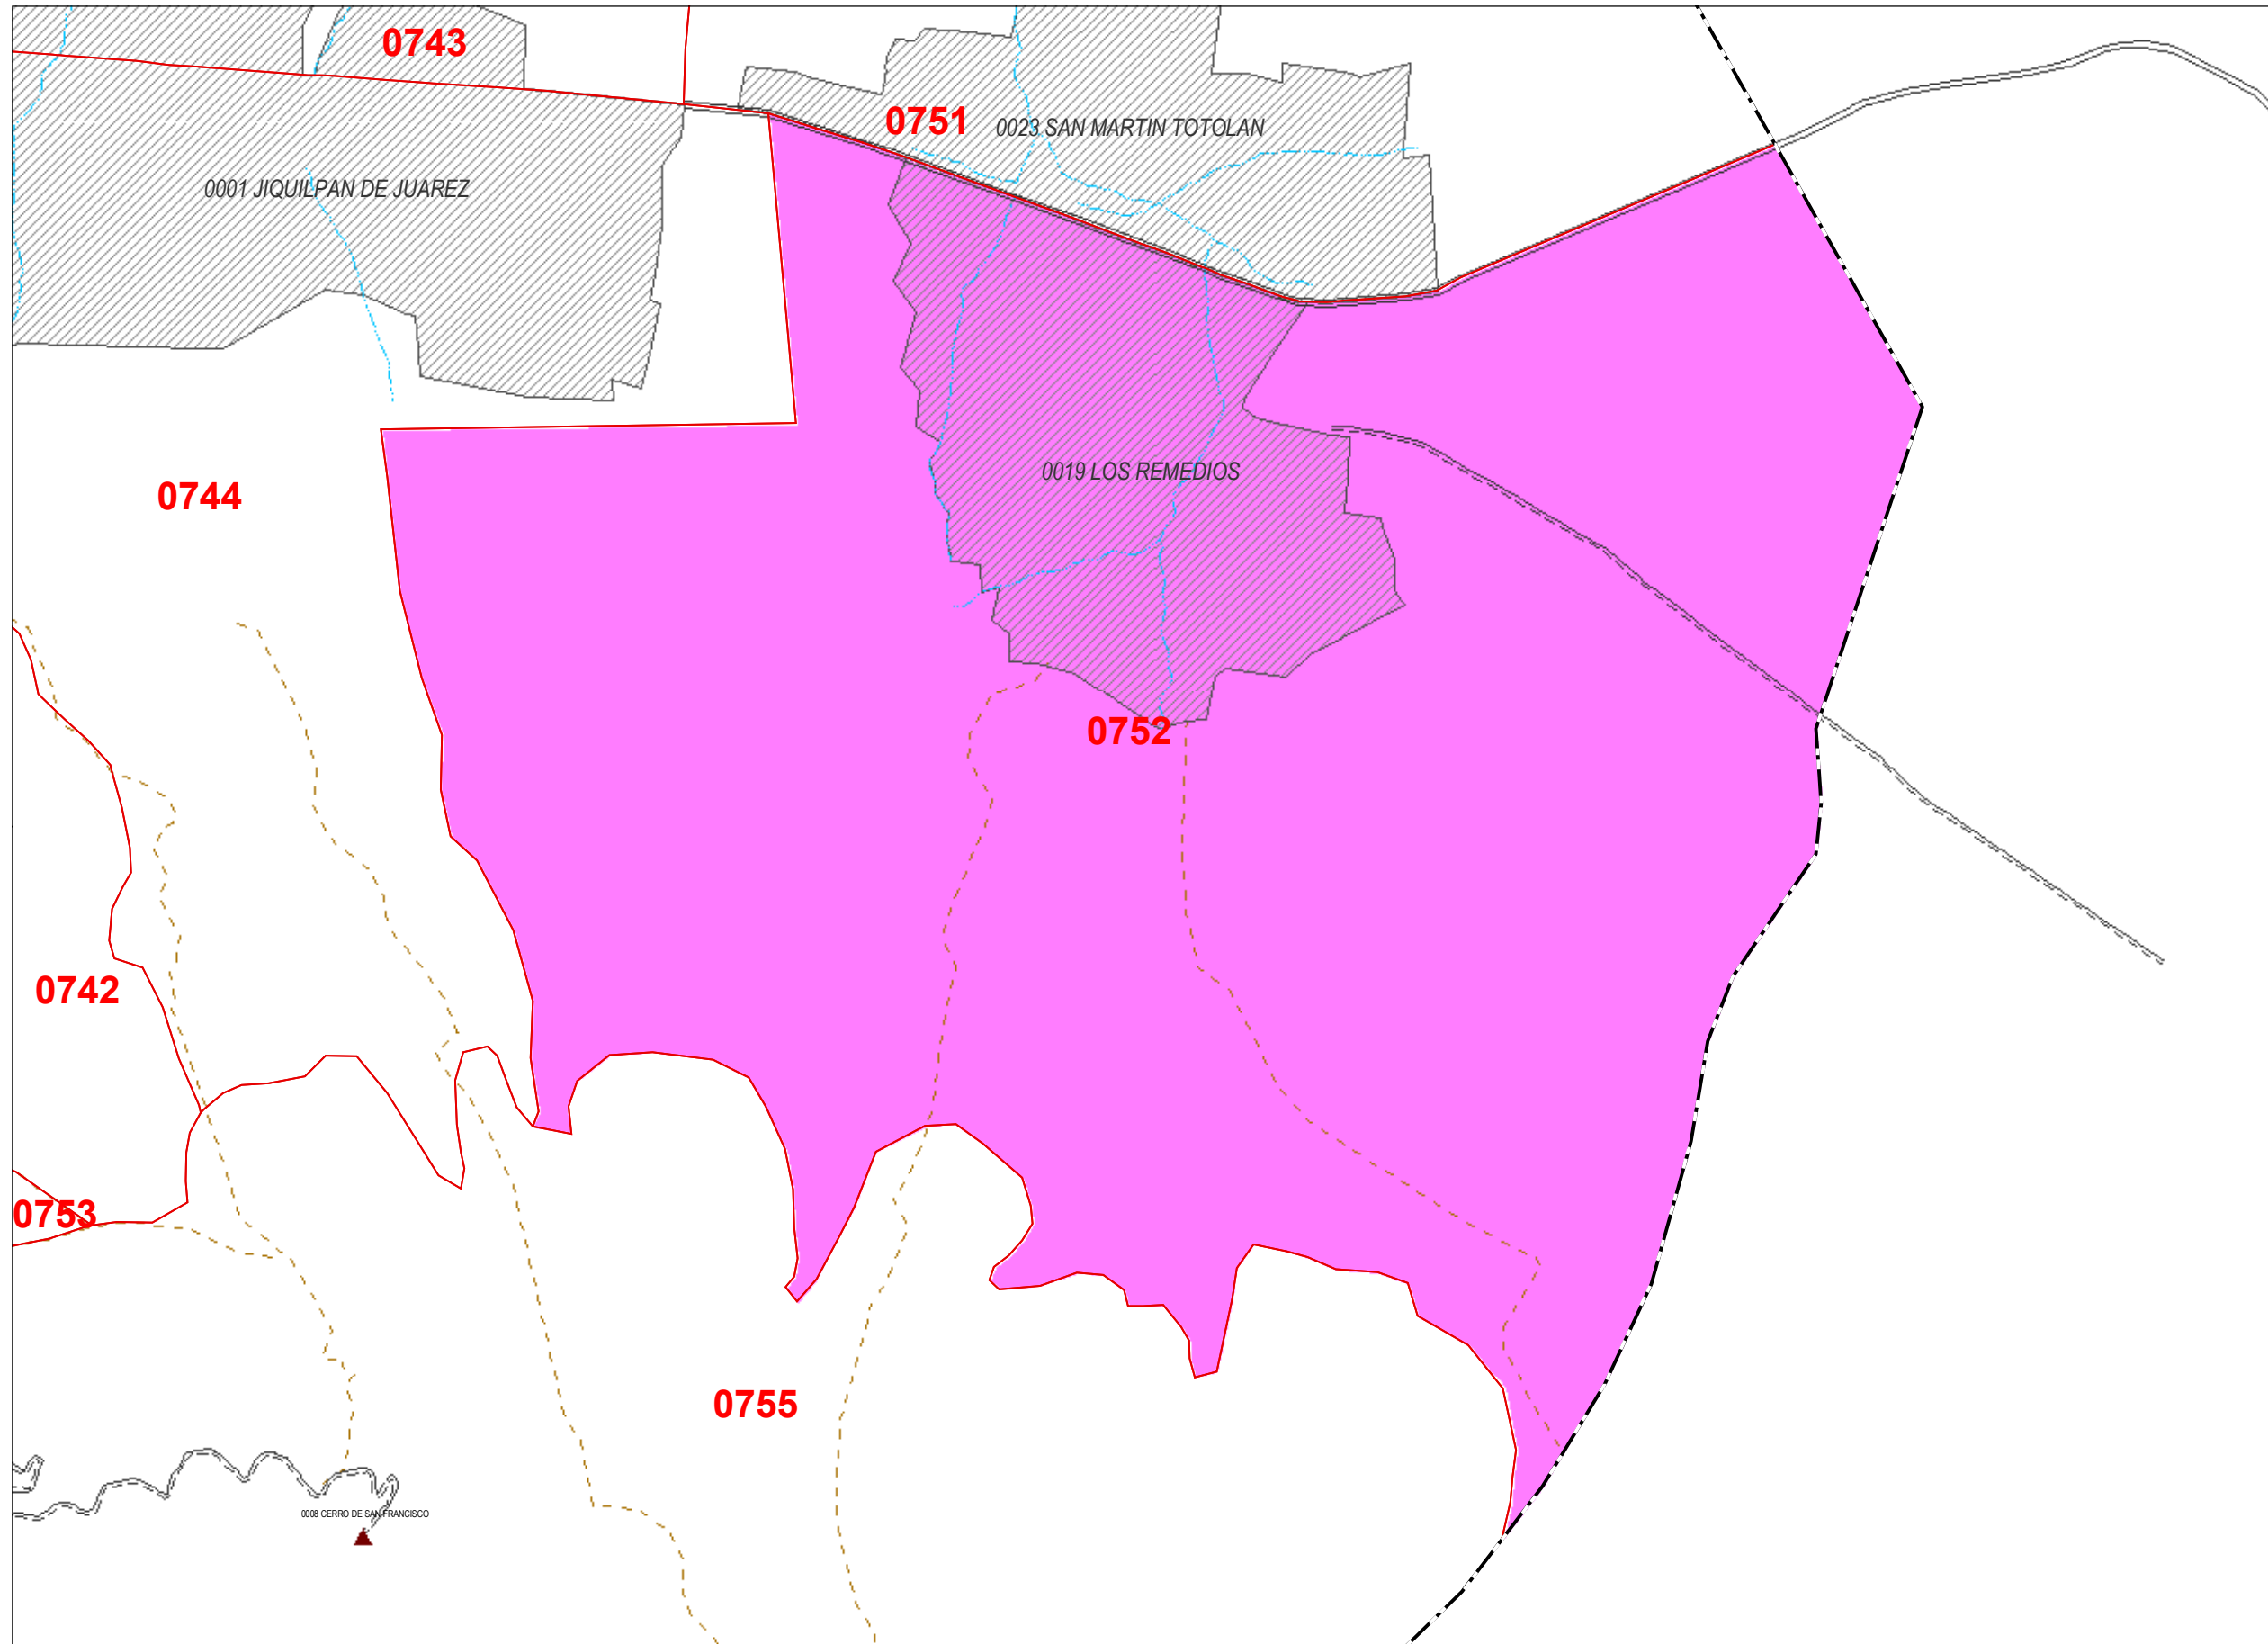 0743
0751
0023 SAN MARTIN TOTOLAN
0001 JIQUILPAN DE JUAREZ
0019 LOS REMEDIOS
0744
0752
0742
0753
0755
0008 CERRO DE SAN FRANCISCO